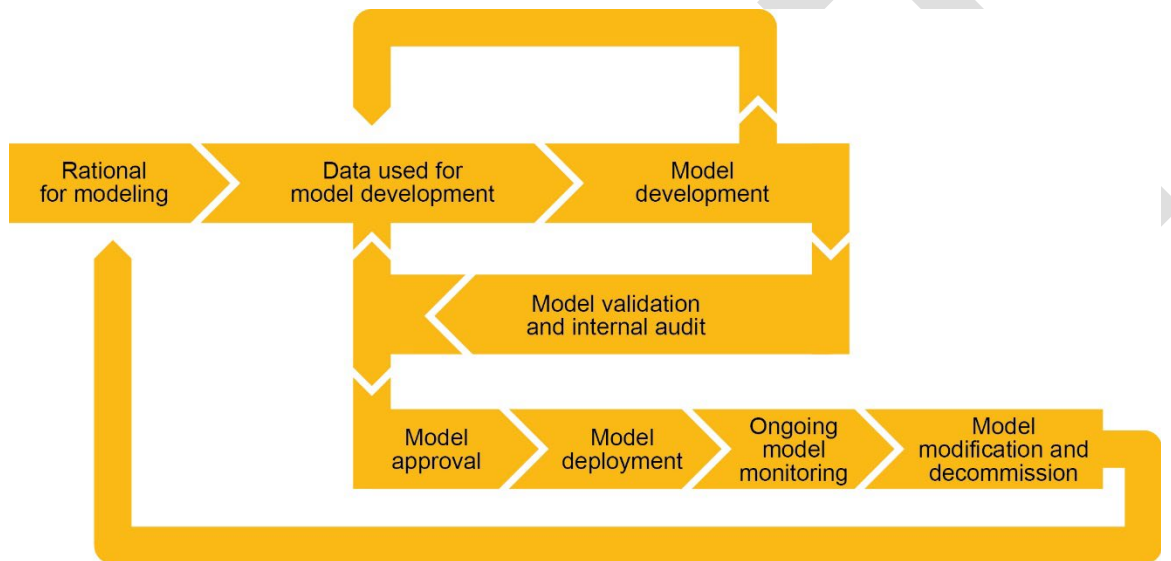 Rational
for modeling
Data used for
model development
Model
development
Model validation
and internal audit
Model
approval
Model
deployment
Ongoing
model
monitoring
Model
modification and
decommission